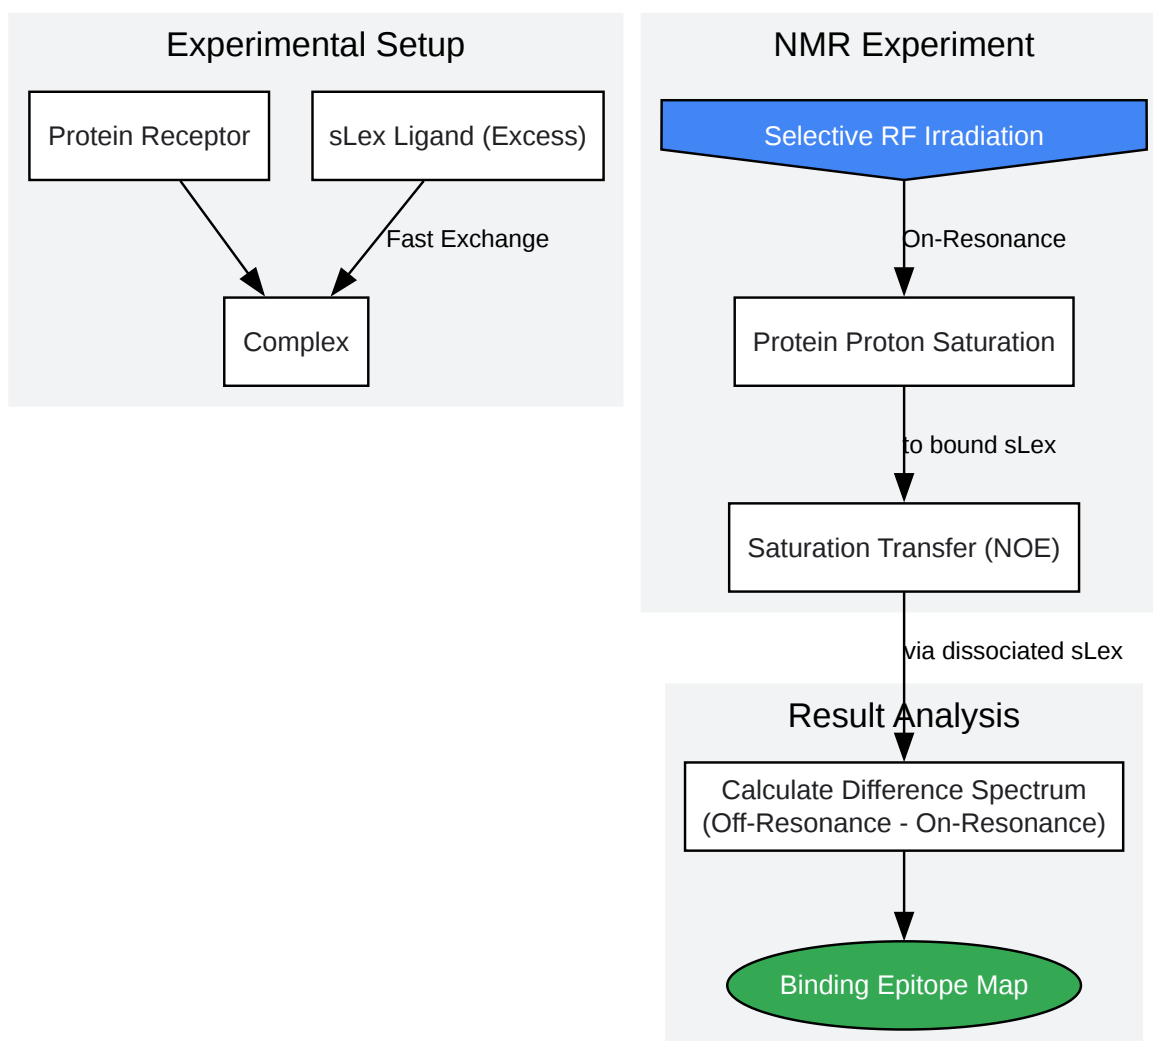 Experimental Setup
Protein Receptor
sLex Ligand (Excess)
Fast Exchange
Complex
NMR Experiment
Selective RF Irradiation
On-Resonance
Protein Proton Saturation
to bound sLex
Saturation Transfer (NOE)
via dissociated sLex
Result Analysis
Calculate Difference Spectrum
(Off-Resonance - On-Resonance)
Binding Epitope Map